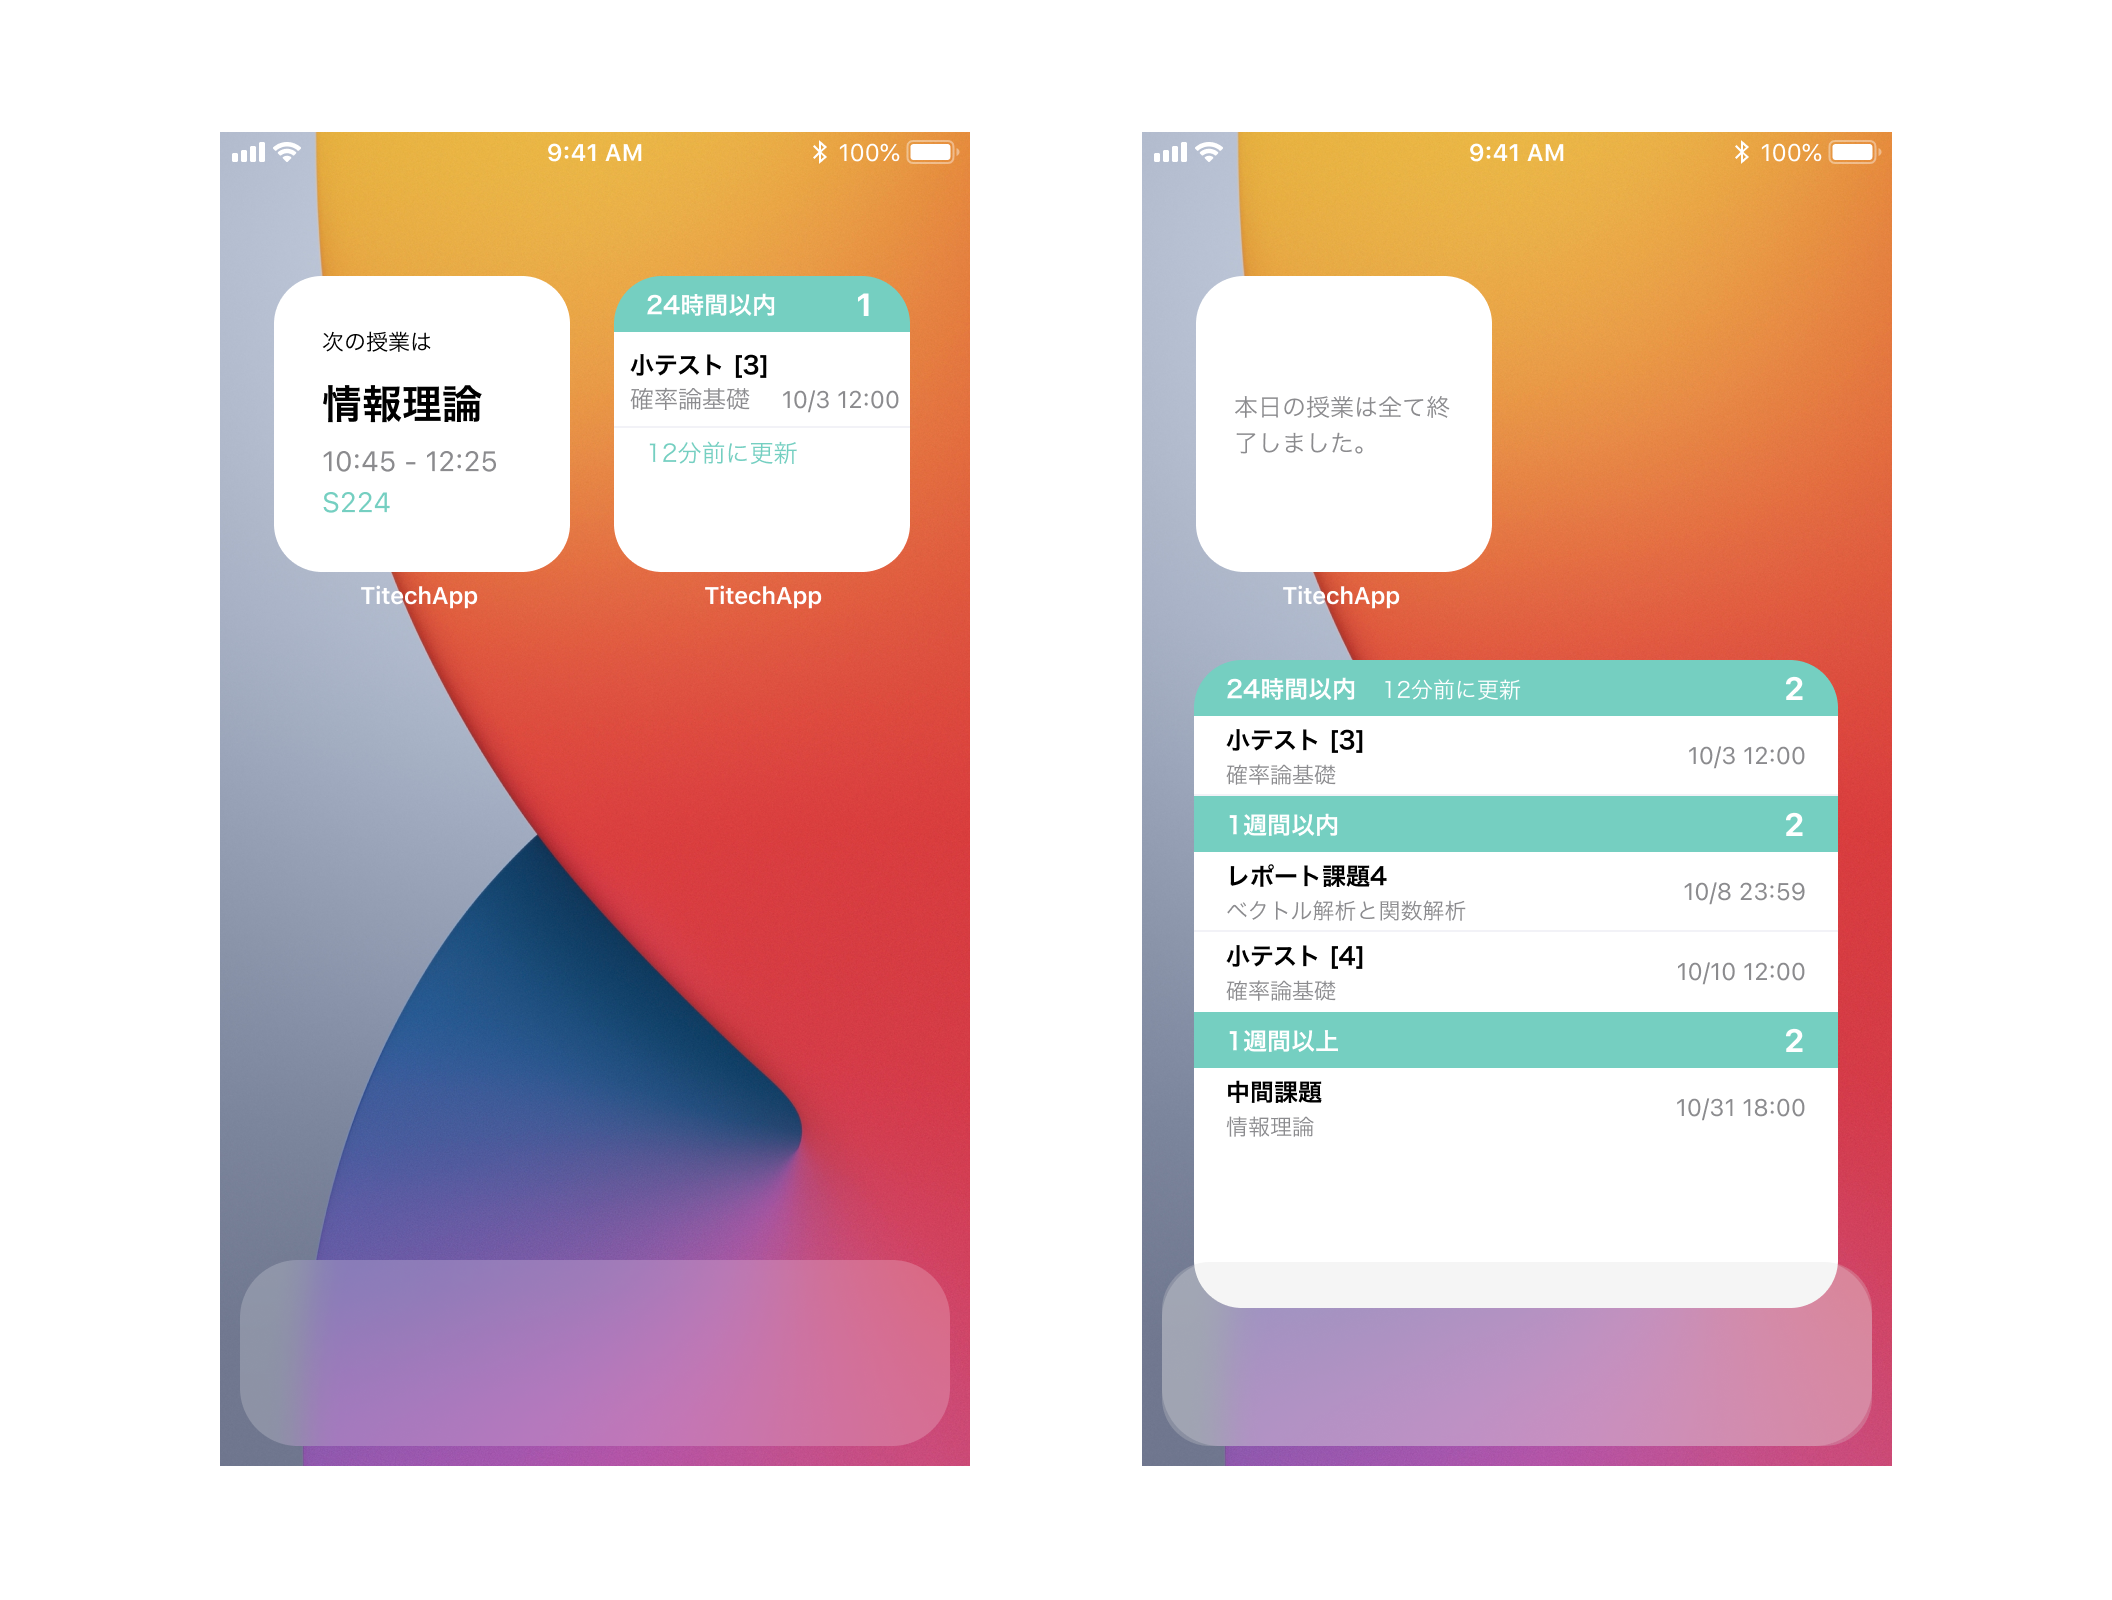 9:41 AM
100%
次の授業は
情報理論
10:45 - 12:25
S224
TitechApp
24時間以内 1
小テスト [3]
確率論基礎 10/3 12:00
12分前に更新
TitechApp
9:41 AM
100%
本日の授業は全て終
了しました。
TitechApp
24時間以内 12分前に更新 2
小テスト [3]
確率論基礎
10/3 12:00
1週間以内 2
レポート課題4
ベクトル解析と関数解析
10/8 23:59
小テスト [4]
確率論基礎
10/10 12:00
1週間以上 2
中間課題
情報理論
10/31 18:00